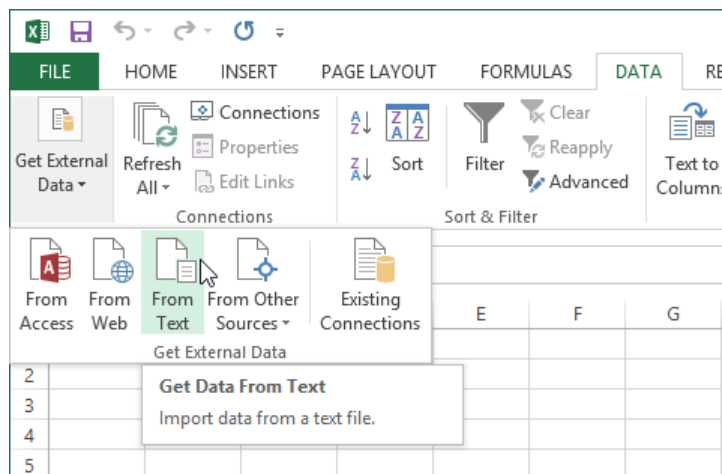 FILE HOME INSERT PAGE LAYOUT FORMULAS DATA RE
Get External
Data
Refresh
All
Connections
Properties
Edit Links
Connections
Sort
Filter
Clear
Reapply
Advanced
Sort & Filter
Text to
Column
From
Access
From
Web
From
Text
From Other
Sources
Existing
Connections
Get External Data
E F G
Get Data From Text
Import data from a text file.
2
3
4
5